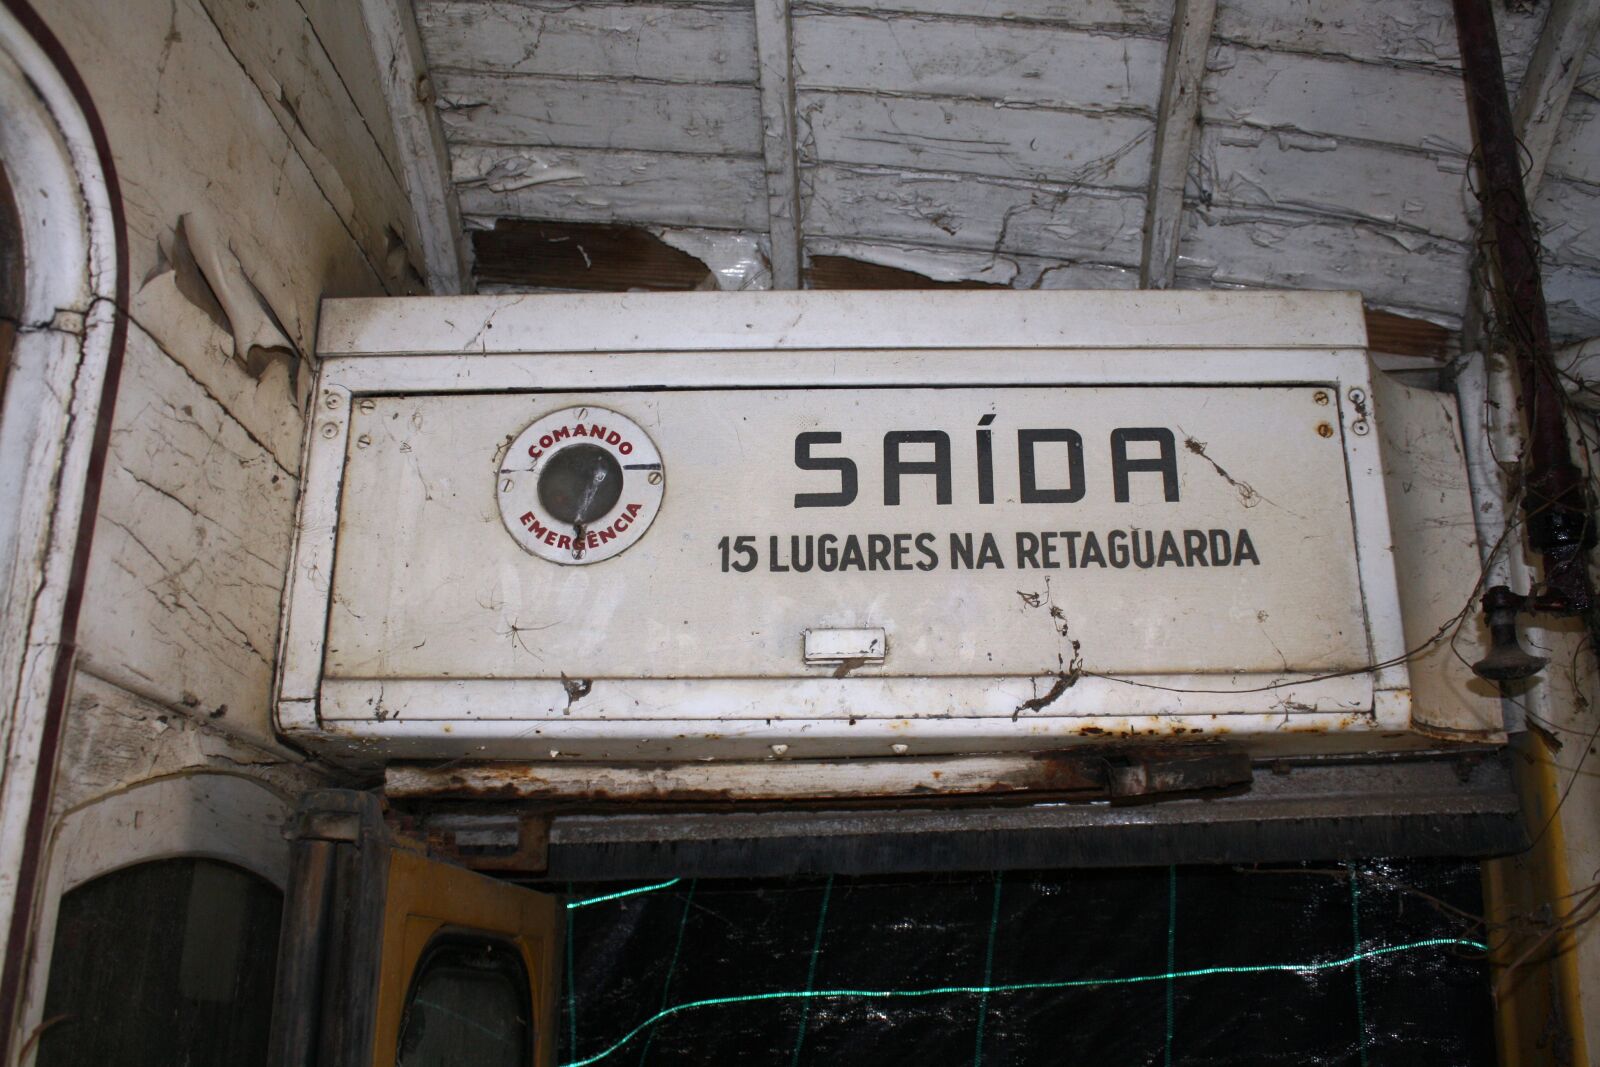 COMANDO
EMERGÊNCIA
SAÍDA
15 LUGARES NA RETAGUARDA